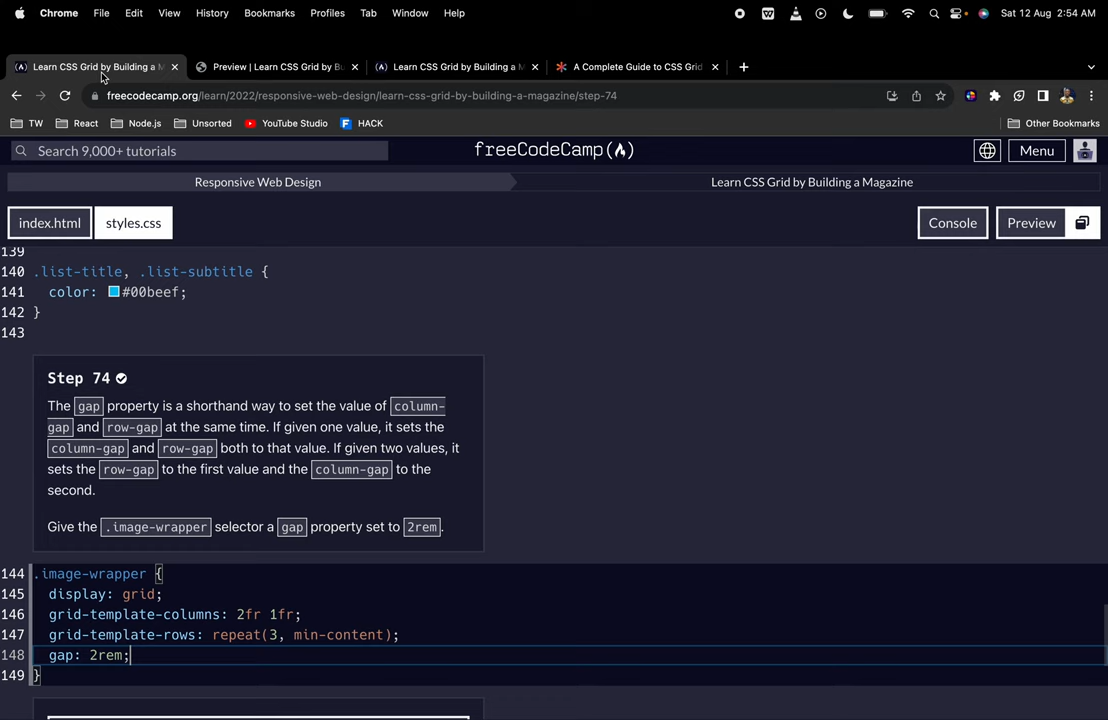 Chrome File Edit View History Bookmarks Profiles Tab Window Help Sat 12 Aug 2:54 AM
Learn CSS Grid by Building a M Preview | Learn CSS Grid by Bu Learn CSS Grid by Building a M A Complete Guide to CSS Grid
freecodecamp.org/learn/2022/responsive-web-design/learn-css-grid-by-building-a-magazine/step-74
TW React Node.js Unsorted YouTube Studio HACK Other Bookmarks
Search 9,000+ tutorials freeCodeCamp Menu
Responsive Web Design Learn CSS Grid by Building a Magazine
index.html styles.css Console Preview
139
140 .list-title, .list-subtitle {
141 color: #00beef;
142 }
143
Step 74
The gap property is a shorthand way to set the value of column-
gap and row-gap at the same time. If given one value, it sets the
column-gap and row-gap both to that value. If given two values, it
sets the row-gap to the first value and the column-gap to the
second.
Give the .image-wrapper selector a gap property set to 2rem.
144 .image-wrapper {
145 display: grid;
146 grid-template-columns: 2fr 1fr;
147 grid-template-rows: repeat(3, min-content);
148 gap: 2rem;
149 }